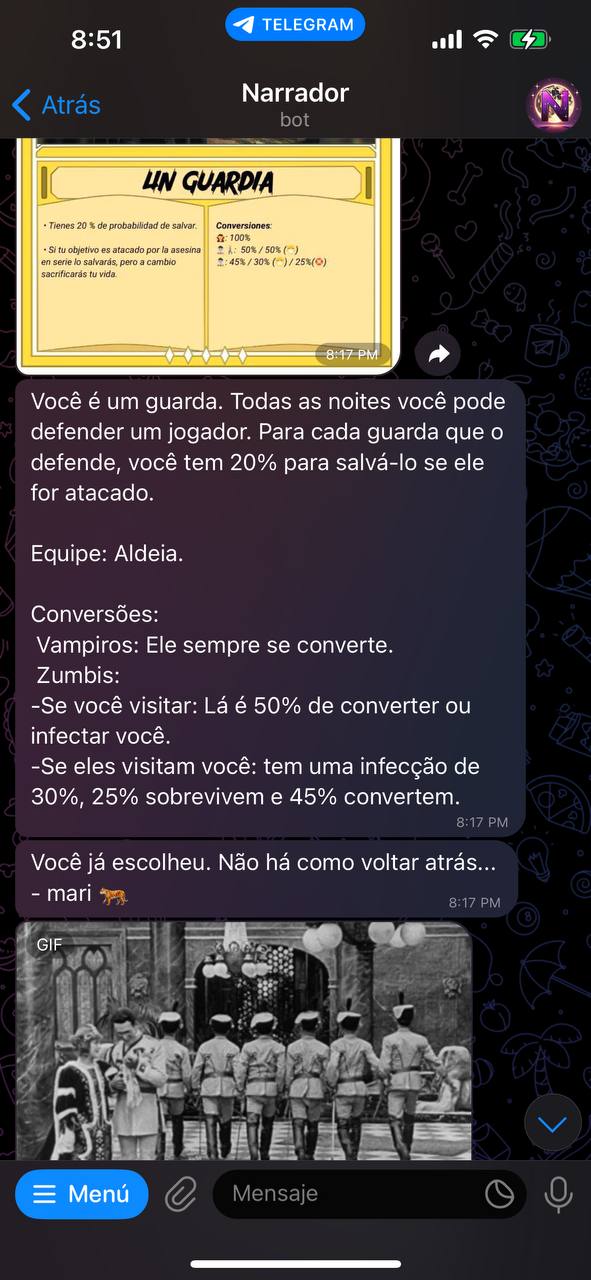 8:51
TELEGRAM
Atrás
Narrador
bot
UN GUARDIA
• Tienes 20 % de probabilidad de salvar.
• Si tu objetivo es atacado por la asesina
en serie lo salvarás, pero a cambio
sacrificarás tu vida.
Conversiones:
🧛: 100%
50% / 50% (😷)
45% / 30% (😷) / 25%(❌)
8:17 PM
Você é um guarda. Todas as noites você pode
defender um jogador. Para cada guarda que o
defende, você tem 20% para salvá-lo se ele
for atacado.
Equipe: Aldeia.
Conversões:
Vampiros: Ele sempre se converte.
Zumbis:
-Se você visitar: Lá é 50% de converter ou
infectar você.
-Se eles visitam você: tem uma infecção de
30%, 25% sobrevivem e 45% convertem.
8:17 PM
Você já escolheu. Não há como voltar atrás...
- mari 🐅
8:17 PM
GIF
Menú
Mensaje